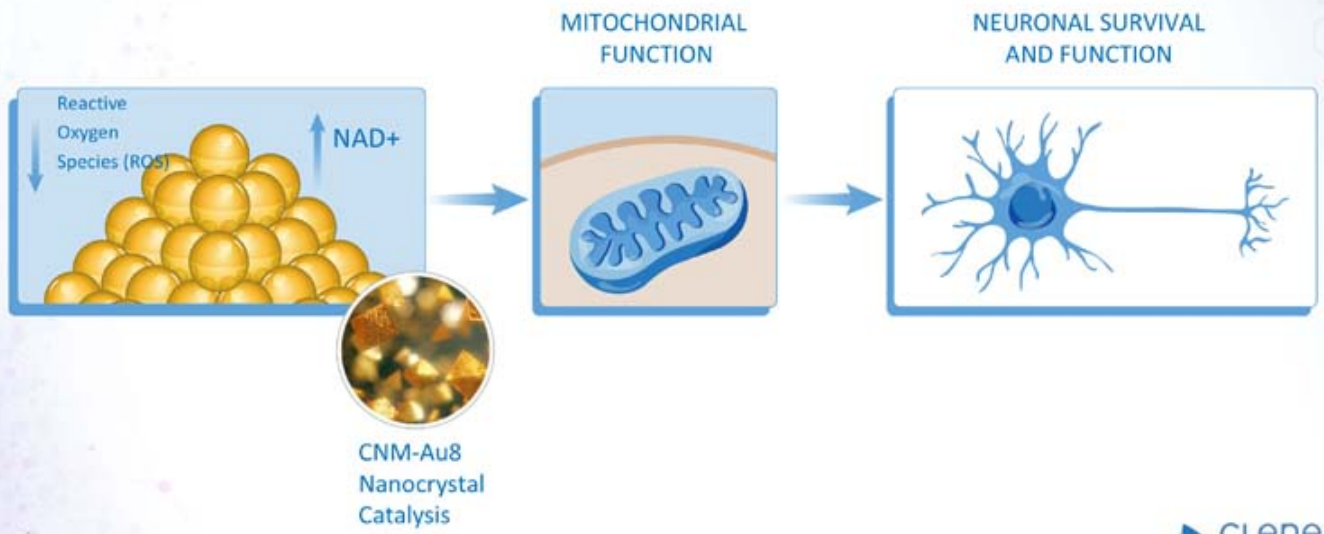 MITOCHONDRIAL
FUNCTION
NEURONAL SURVIVAL
AND FUNCTION
Reactive
Oxygen
Species (ROS)
NAD+
CNM-Au8
Nanocrystal
Catalysis